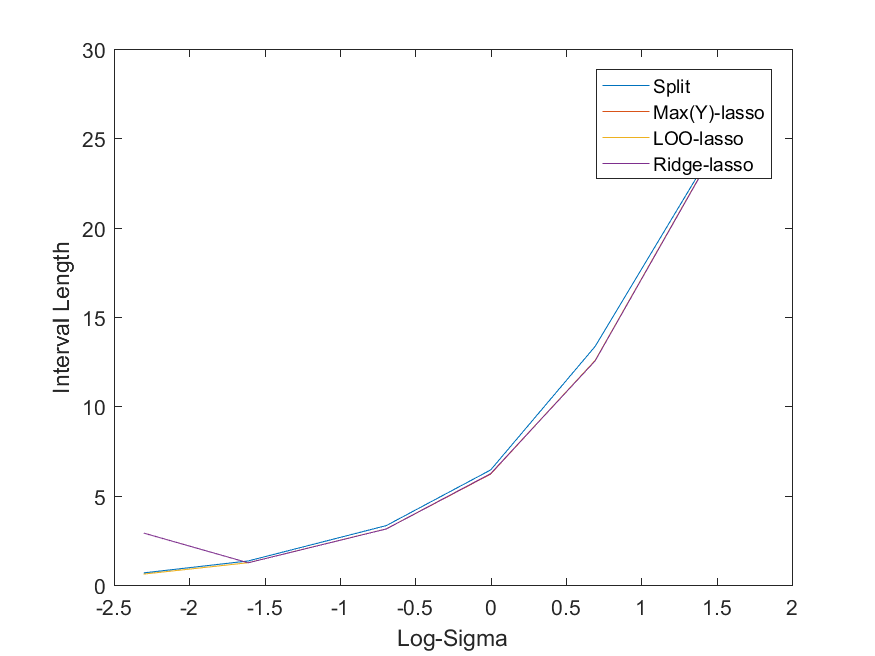 30
25
20
15
10
5
0
Interval Length
Split
Max(Y)-lasso
LOO-lasso
Ridge-lasso
-2.5 -2 -1.5 -1 -0.5 0 0.5 1 1.5 2
Log-Sigma